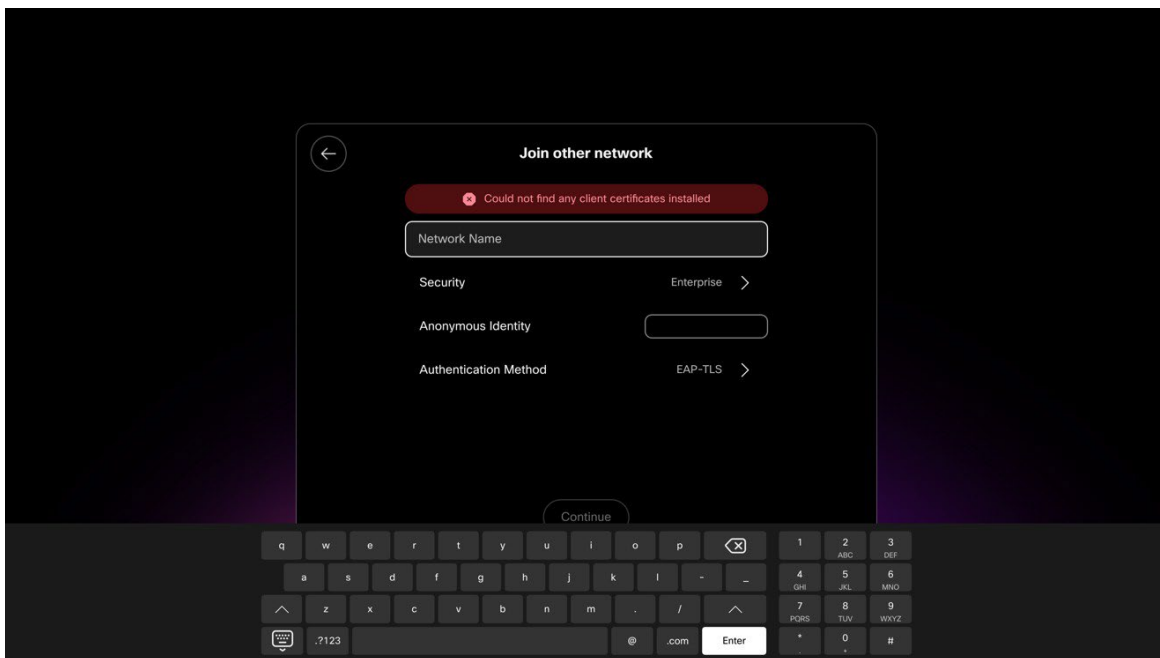 Join other network
Could not find any client certificates installed
Network Name
Security Enterprise
Anonymous Identity
Authentication Method EAP-TLS
Continue
q w e r t y u i o p 1 2 ABC 3 DEF
a s d f g h j k l - _ 4 GHI 5 JKL 6 MNO
z x c v b n m . / 7 PQRS 8 TUV 9 WXYZ
.?123 @ .com Enter * . 0 + #